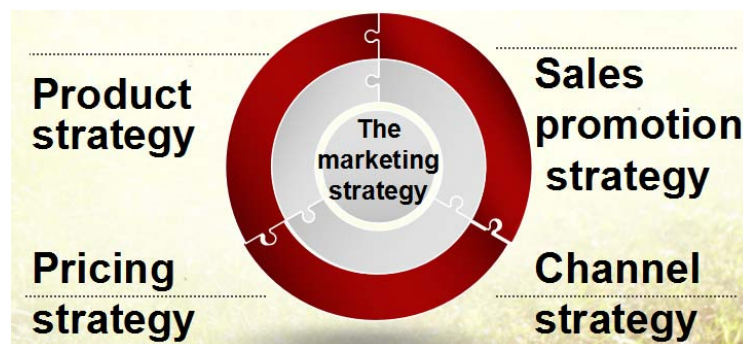 Product
strategy
The
marketing
strategy
Sales
promotion
strategy
Pricing
strategy
Channel
strategy